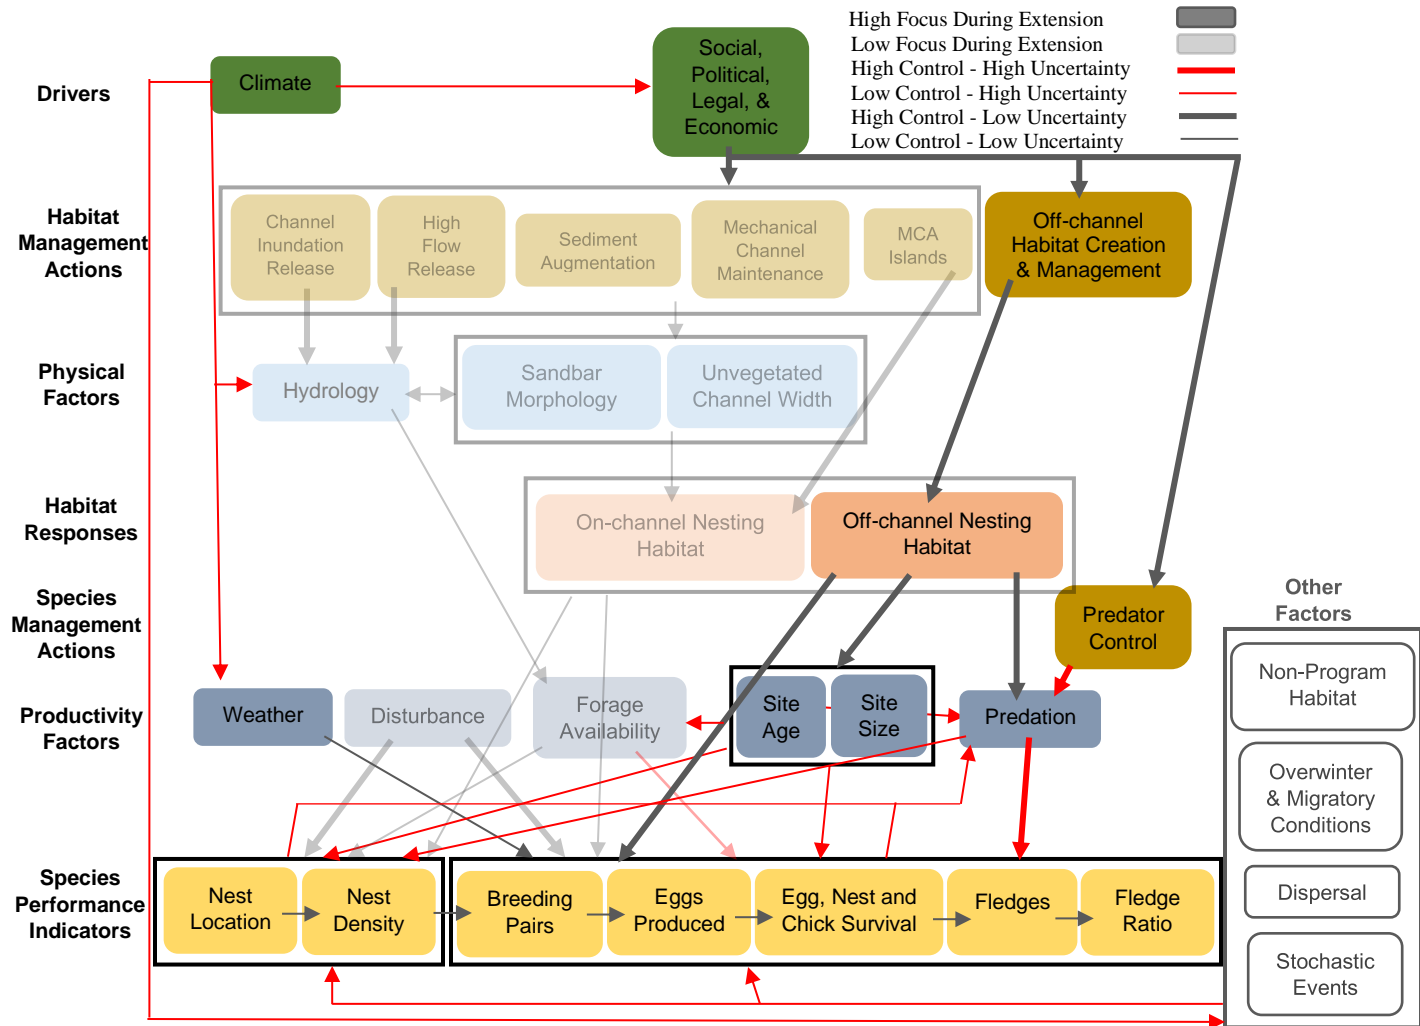 High Focus During Extension
Low Focus During Extension
High Control - High Uncertainty
Low Control - High Uncertainty
High Control - Low Uncertainty
Low Control - Low Uncertainty
Drivers
Climate
Social,
Political,
Legal, &
Economic
Habitat
Management
Actions
Channel
Inundation
Release
High
Flow
Release
Sediment
Augmentation
Mechanical
Channel
Maintenance
MCA
Islands
Off-channel
Habitat Creation
& Management
Physical
Factors
Hydrology
Sandbar
Morphology
Unvegetated
Channel Width
Habitat
Responses
On-channel Nesting
Habitat
Off-channel Nesting
Habitat
Species
Management
Actions
Predator
Control
Other
Factors
Non-Program
Habitat
Overwinter
& Migratory
Conditions
Dispersal
Stochastic
Events
Productivity
Factors
Weather
Disturbance
Forage
Availability
Site
Age
Site
Size
Predation
Species
Performance
Indicators
Nest
Location
Nest
Density
Breeding
Pairs
Eggs
Produced
Egg, Nest and
Chick Survival
Fledges
Fledge
Ratio